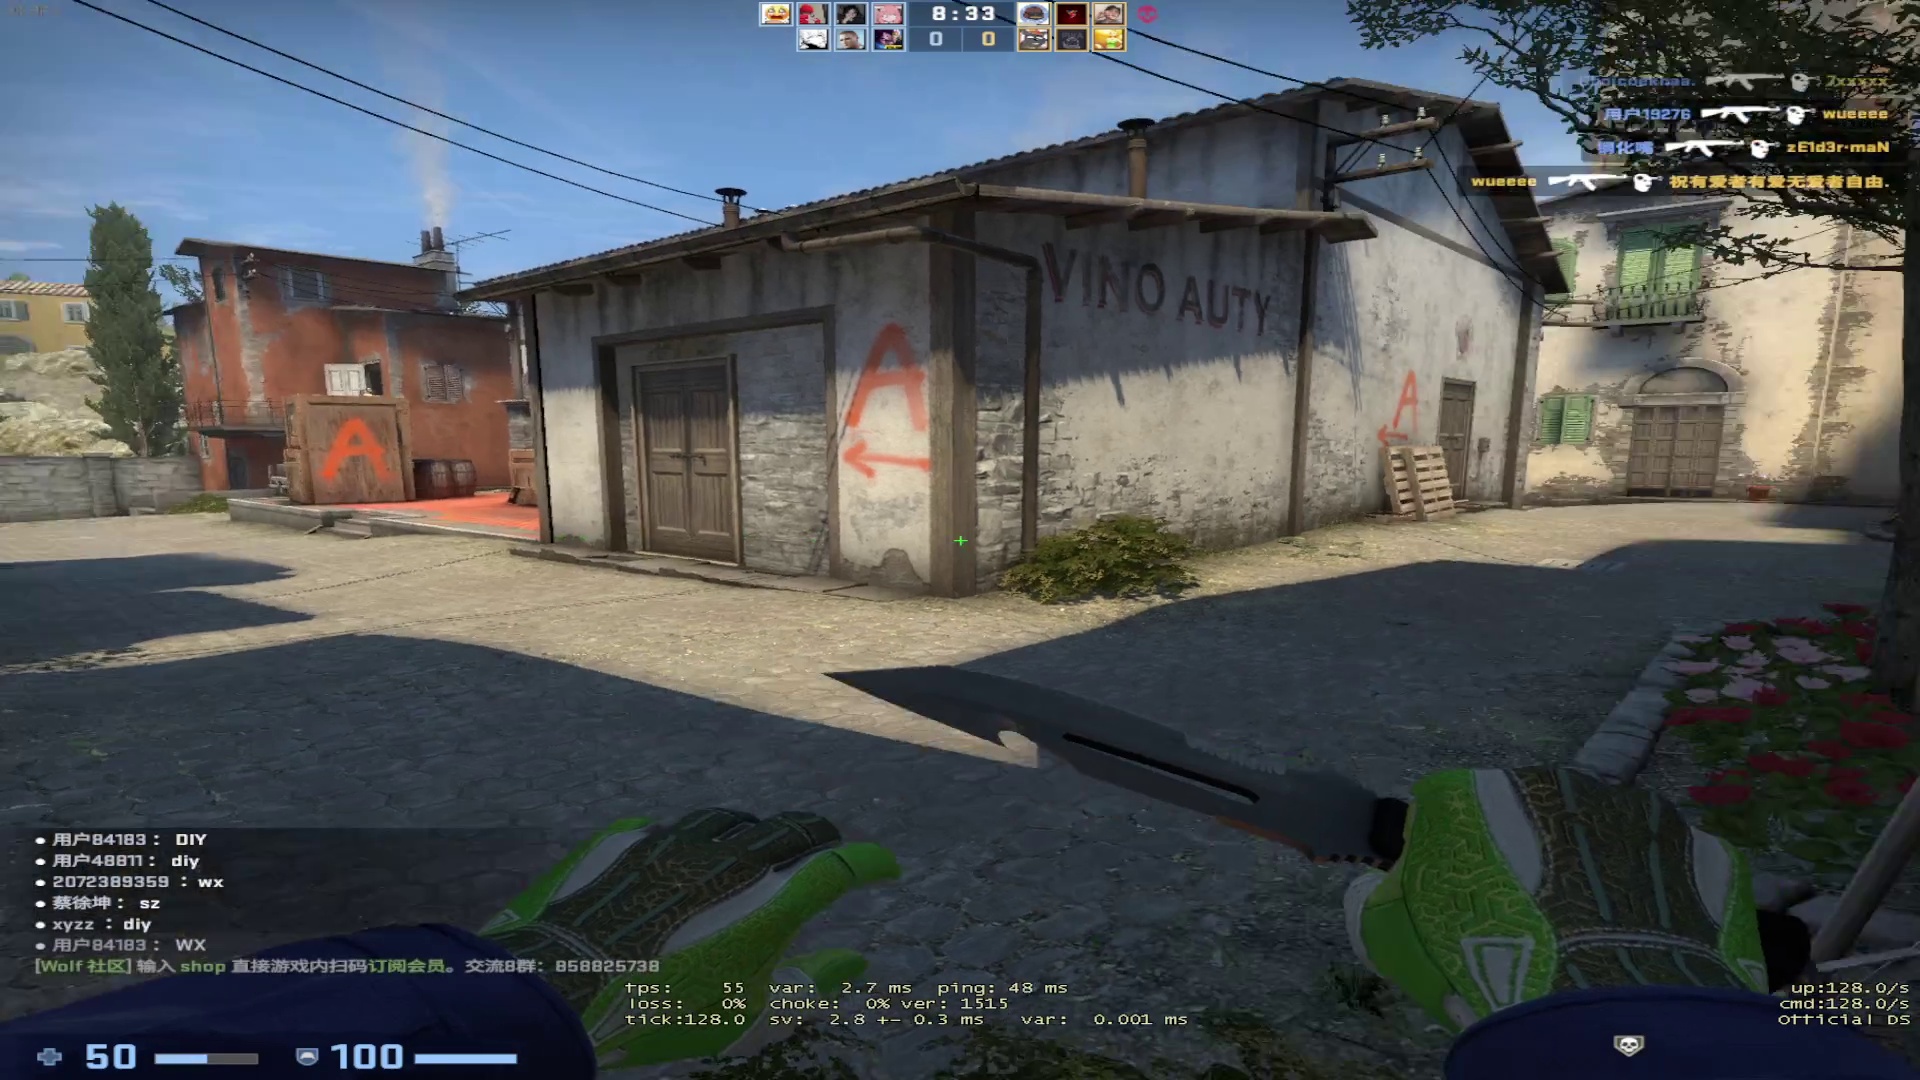 8:33
0 0
7xxxxx
用户19276 wueeee
zE1d3r·maN
wueeee 祝有爱者有爱无爱者自由.
VINO AUTY
A
A
A
• 用户84183： DIY
• 用户48811： diy
• 2072389359 ：wx
• 蔡徐坤： sz
• xyzz ：diy
• 用户84183： WX
[Wolf 社区] 输入 shop 直接游戏内扫码订阅会员。交流8群：858825738
fps: 55 var: 2.7 ms ping: 48 ms
loss: 0% choke: 0% ver: 1515
tick:128.0 sv: 2.8 +- 0.3 ms var: 0.001 ms
up:128.0/s
cmd:128.0/s
official DS
50 100